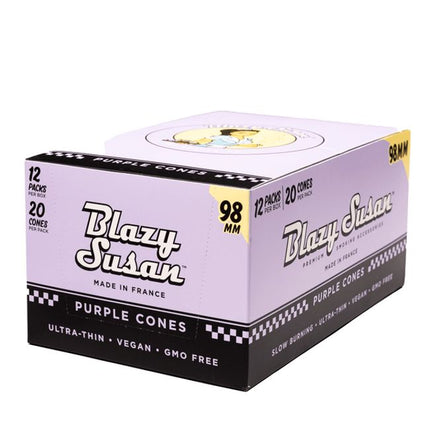 12
PACKS
PER BOX
20
CONES
PER PACK
98
MM
Blazy
Susan™
MADE IN FRANCE
PURPLE CONES
ULTRA-THIN • VEGAN • GMO FREE
98MM
12 PACKS
PER BOX
20 CONES
PER PACK
Blazy Susan™
PREMIUM SMOKING ACCESSORIES
MADE IN FRANCE
PURPLE CONES
SLOW BURNING • ULTRA-THIN • VEGAN • GMO FREE